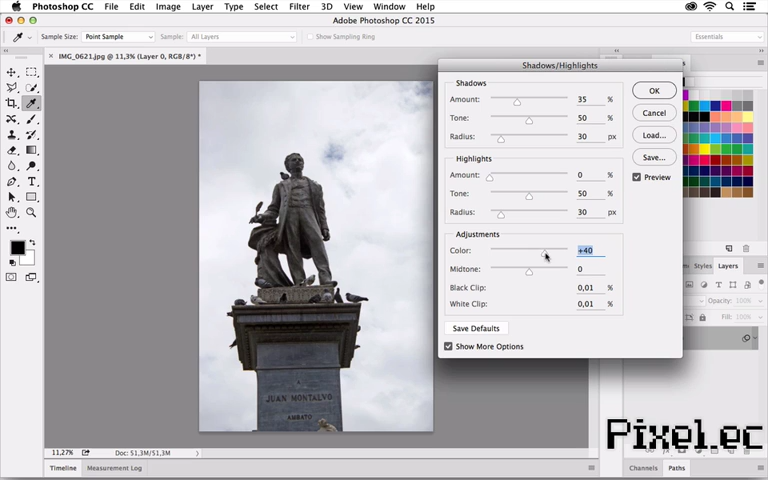 Photoshop CC File Edit Image Layer Type Select Filter 3D View Window Help
Adobe Photoshop CC 2015
Sample Size: Point Sample Sample: All Layers Show Sampling Ring Essentials
IMG_0621.jpg @ 11,3% (Layer 0, RGB/8*) *
Shadows/Highlights
Shadows
Amount: 35 %
Tone: 50 %
Radius: 30 px
Highlights
Amount: 0 %
Tone: 50 %
Radius: 30 px
Adjustments
Color: +40
Midtone: 0
Black Clip: 0,01 %
White Clip: 0,01 %
Save Defaults
Show More Options
OK
Cancel
Load...
Save...
Preview
Styles Layers
Opacity: 100%
Fill: 100%
JUAN MONTALVO
AMBATO
Pixel.ec
11,27% Doc: 51,3M/51,3M
Timeline Measurement Log
Channels Paths